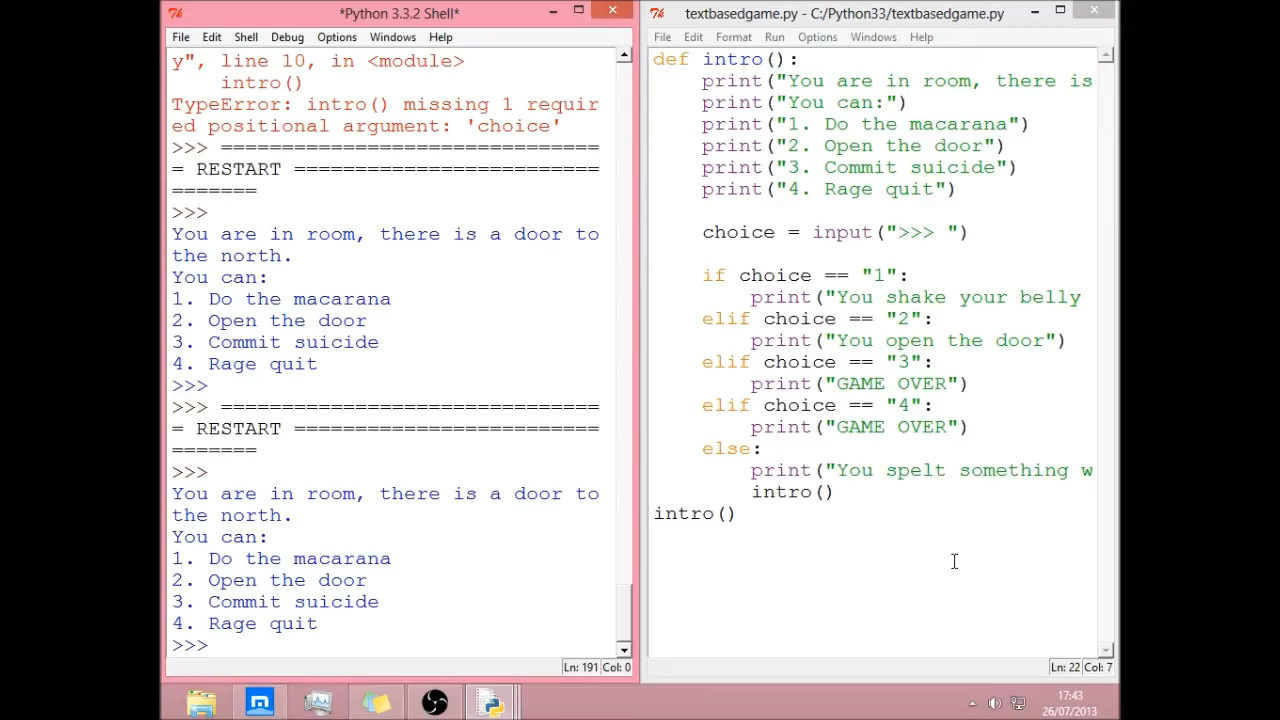 *Python 3.3.2 Shell*
File Edit Shell Debug Options Windows Help
y", line 10, in <module>
intro()
TypeError: intro() missing 1 requir
ed positional argument: 'choice'
>>> ===============================
= RESTART =========================
=======
>>>
You are in room, there is a door to
the north.
You can:
1. Do the macarana
2. Open the door
3. Commit suicide
4. Rage quit
>>>
>>> ===============================
= RESTART =========================
=======
>>>
You are in room, there is a door to
the north.
You can:
1. Do the macarana
2. Open the door
3. Commit suicide
4. Rage quit
>>>
Ln: 191 Col: 0
textbasedgame.py - C:/Python33/textbasedgame.py
File Edit Format Run Options Windows Help
def intro():
print("You are in room, there is
print("You can:")
print("1. Do the macarana")
print("2. Open the door")
print("3. Commit suicide")
print("4. Rage quit")
choice = input(">>> ")
if choice == "1":
print("You shake your belly
elif choice == "2":
print("You open the door")
elif choice == "3":
print("GAME OVER")
elif choice == "4":
print("GAME OVER")
else:
print("You spelt something w
intro()
intro()
Ln: 22 Col: 7
17:43
26/07/2013